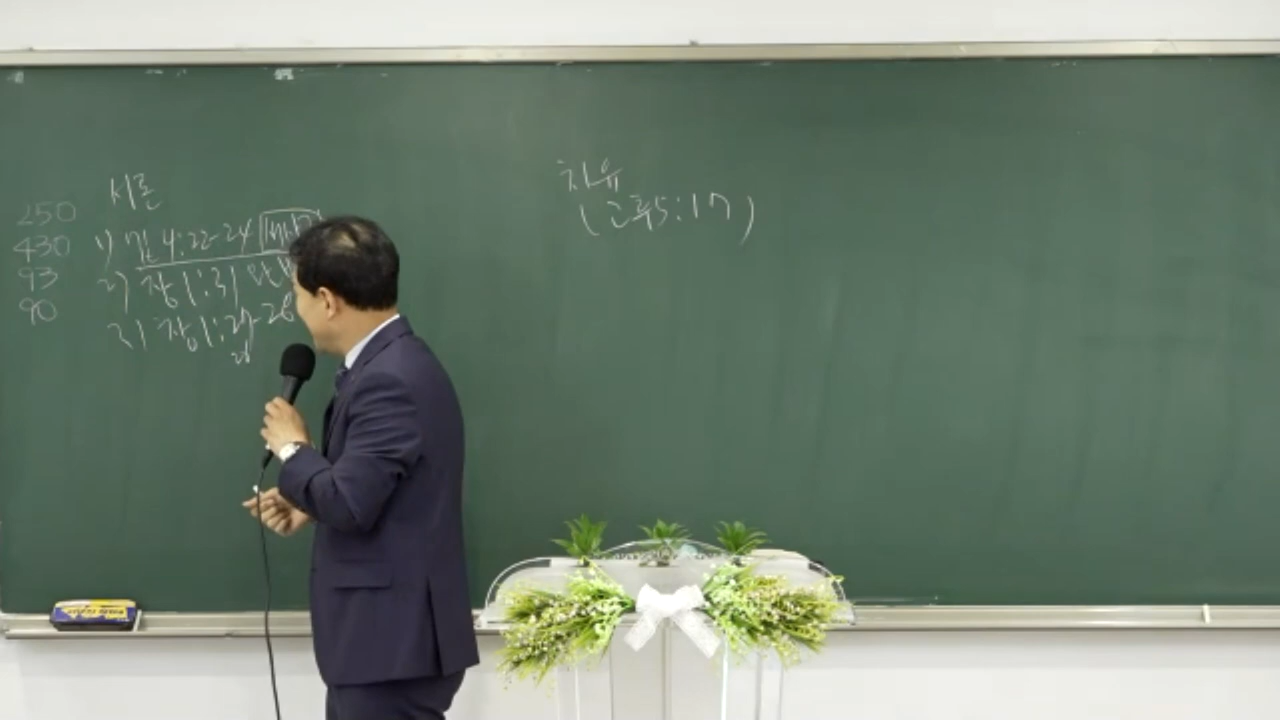 250
430
93
90
서론
1) 엡 4:22-24
2) 창 1:31
3) 창 1:27-28
치유
(고후5:17)